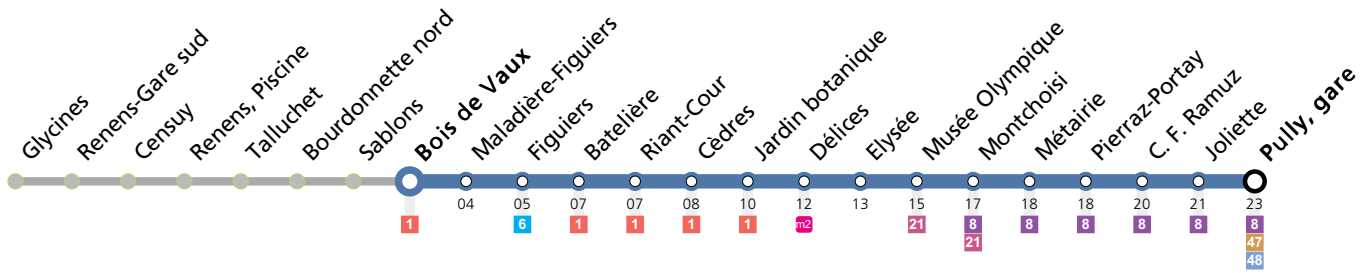 Glycines
Renens-Gare sud
Censuy
Renens, Piscine
Talluchet
Bourdonnette nord
Sablons
Bois de Vaux
Maladière-Figuiers
Figuiers
Batelière
Riant-Cour
Cèdres
Jardin botanique
Délices
Elysée
Musée Olympique
Montchoisi
Métairie
Pierraz-Portay
C. F. Ramuz
Joliette
Pully, gare
04 05 07 07 08 10 12 13 15 17 18 18 20 21 23
1 6 1 1 1 1 m2 21 8 8 8 8 8 8
21 47
48